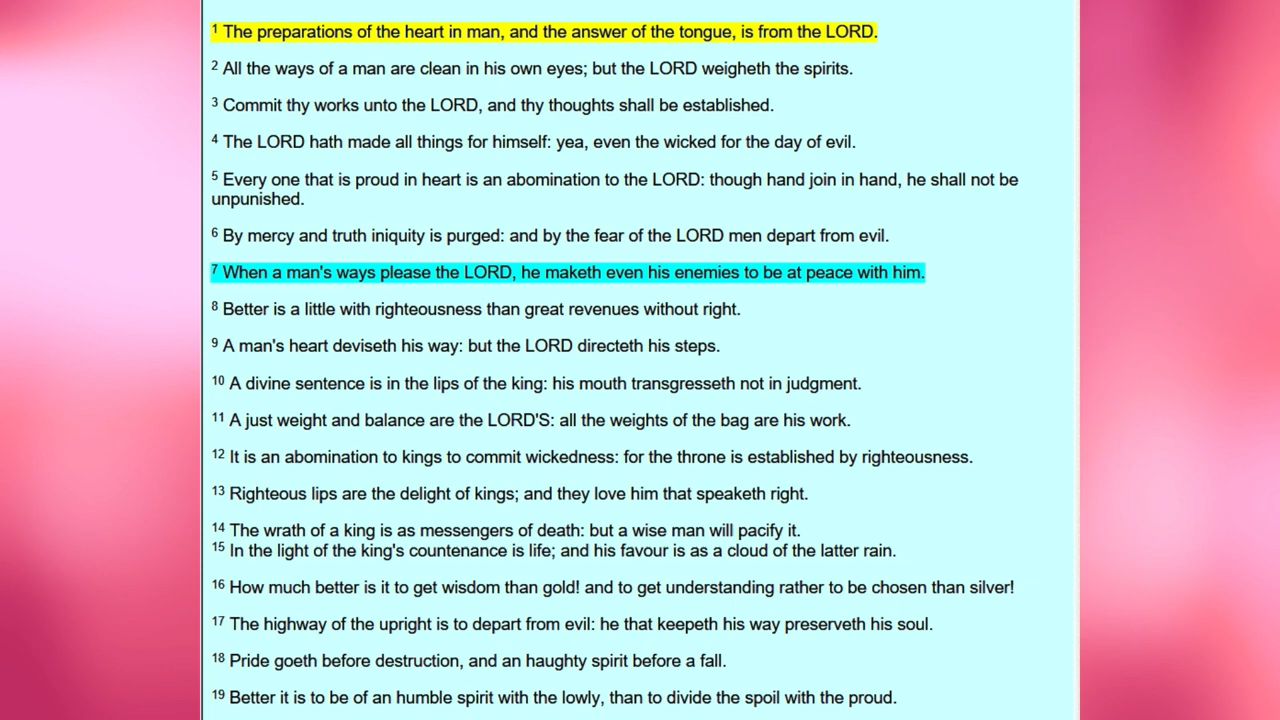 1 The preparations of the heart in man, and the answer of the tongue, is from the LORD.
2 All the ways of a man are clean in his own eyes; but the LORD weigheth the spirits.
3 Commit thy works unto the LORD, and thy thoughts shall be established.
4 The LORD hath made all things for himself: yea, even the wicked for the day of evil.
5 Every one that is proud in heart is an abomination to the LORD: though hand join in hand, he shall not be
unpunished.
6 By mercy and truth iniquity is purged: and by the fear of the LORD men depart from evil.
7 When a man's ways please the LORD, he maketh even his enemies to be at peace with him.
8 Better is a little with righteousness than great revenues without right.
9 A man's heart deviseth his way: but the LORD directeth his steps.
10 A divine sentence is in the lips of the king: his mouth transgresseth not in judgment.
11 A just weight and balance are the LORD'S: all the weights of the bag are his work.
12 It is an abomination to kings to commit wickedness: for the throne is established by righteousness.
13 Righteous lips are the delight of kings; and they love him that speaketh right.
14 The wrath of a king is as messengers of death: but a wise man will pacify it.
15 In the light of the king's countenance is life; and his favour is as a cloud of the latter rain.
16 How much better is it to get wisdom than gold! and to get understanding rather to be chosen than silver!
17 The highway of the upright is to depart from evil: he that keepeth his way preserveth his soul.
18 Pride goeth before destruction, and an haughty spirit before a fall.
19 Better it is to be of an humble spirit with the lowly, than to divide the spoil with the proud.